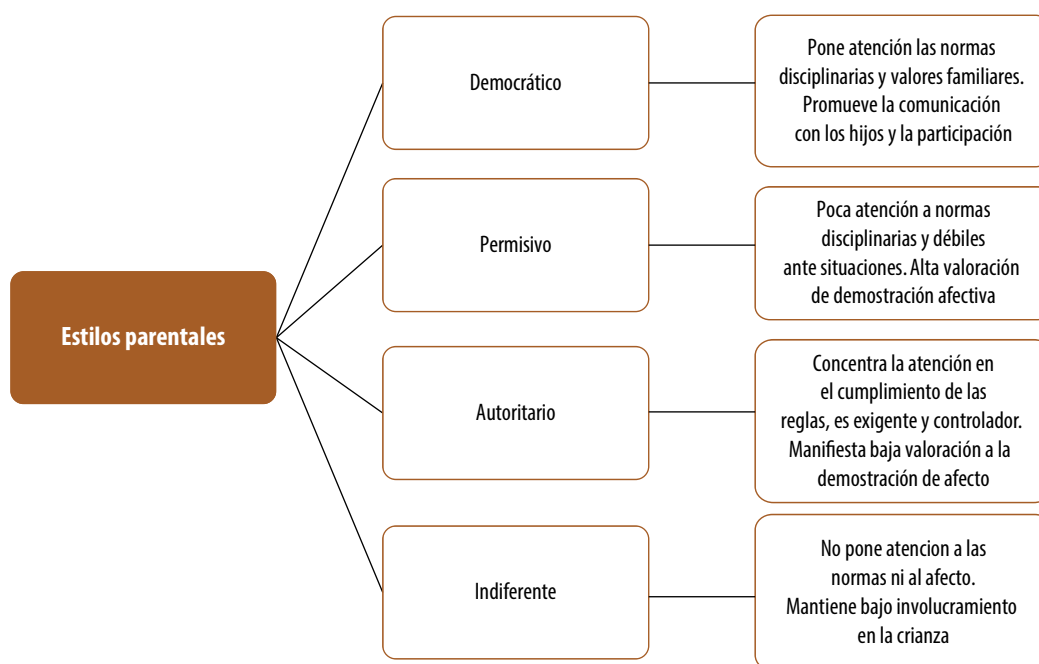 Estilos parentales
Democrático
Pone atención las normas
disciplinarias y valores familiares.
Promueve la comunicación
con los hijos y la participación
Permisivo
Poca atención a normas
disciplinarias y débiles
ante situaciones. Alta valoración
de demostración afectiva
Autoritario
Concentra la atención en
el cumplimiento de las
reglas, es exigente y controlador.
Manifiesta baja valoración a la
demostración de afecto
Indiferente
No pone atencion a las
normas ni al afecto.
Mantiene bajo involucramiento
en la crianza